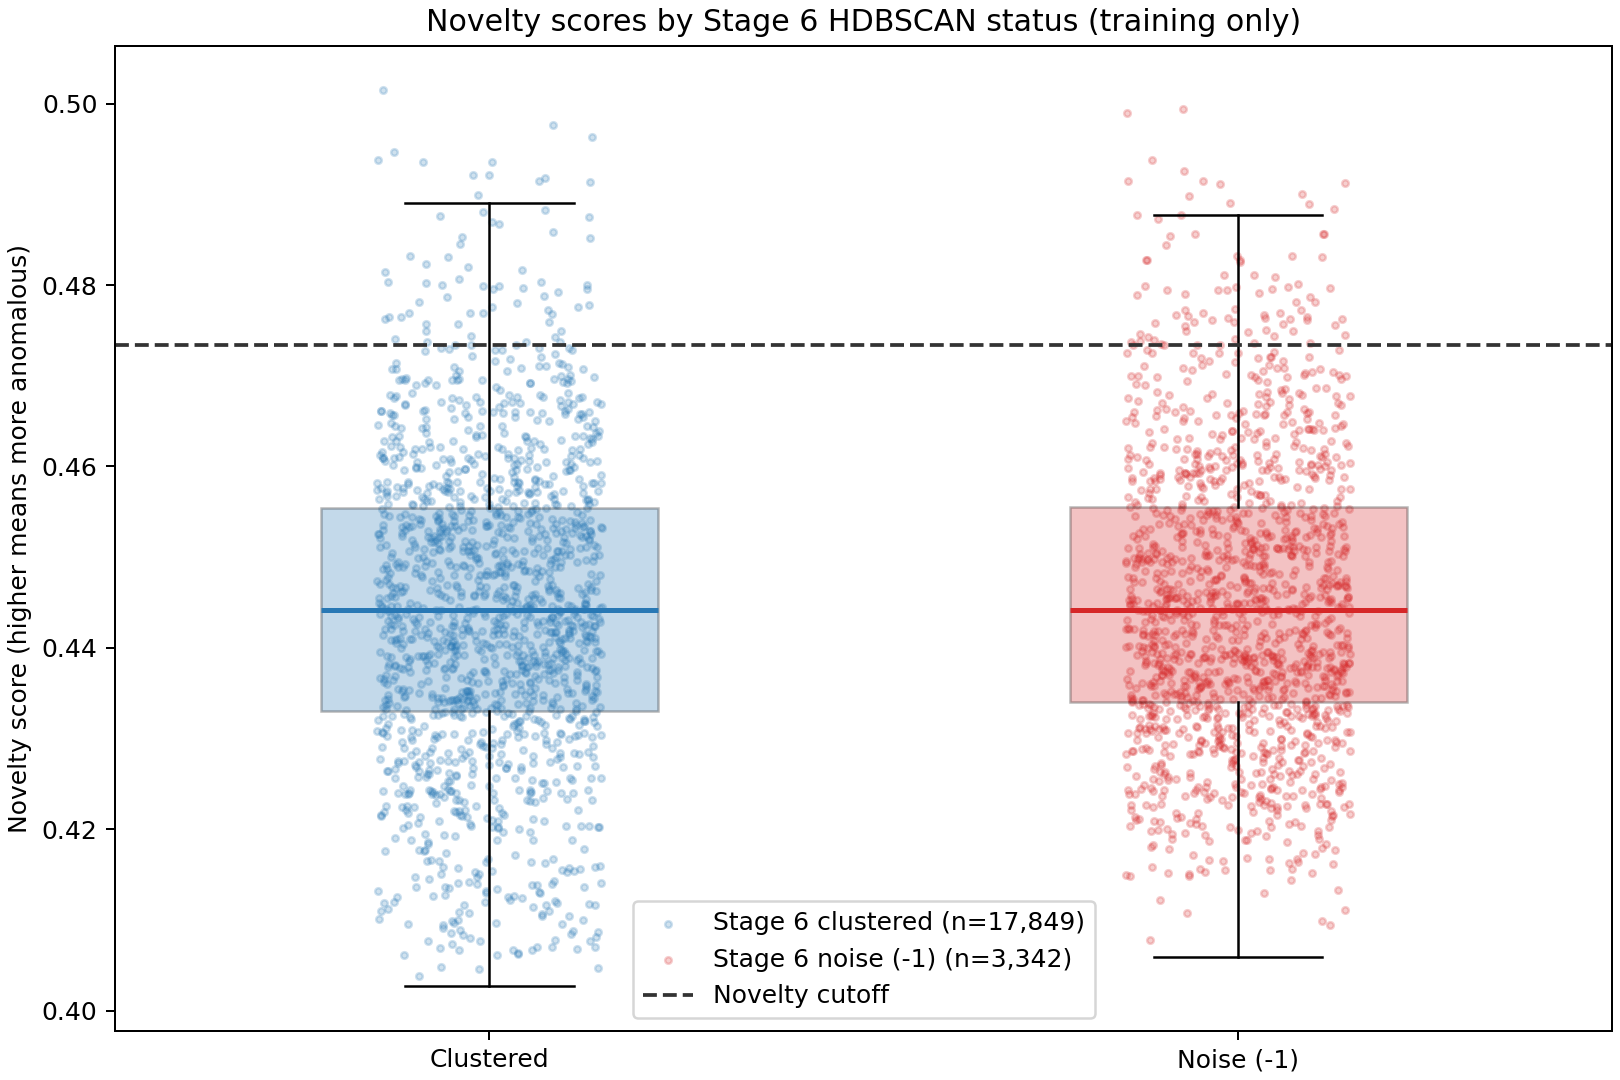 Novelty scores by Stage 6 HDBSCAN status (training only)
Novelty score (higher means more anomalous)
0.50
0.48
0.46
0.44
0.42
0.40
Stage 6 clustered (n=17,849)
Stage 6 noise (-1) (n=3,342)
Novelty cutoff
Clustered
Noise (-1)